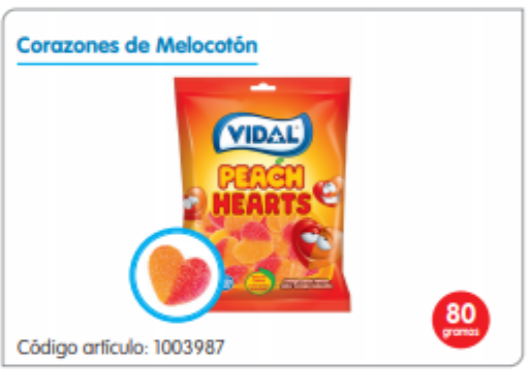 Corazones de Melocotón
VIDAL
PEACH
HEARTS
80
gramos
Código artículo: 1003987